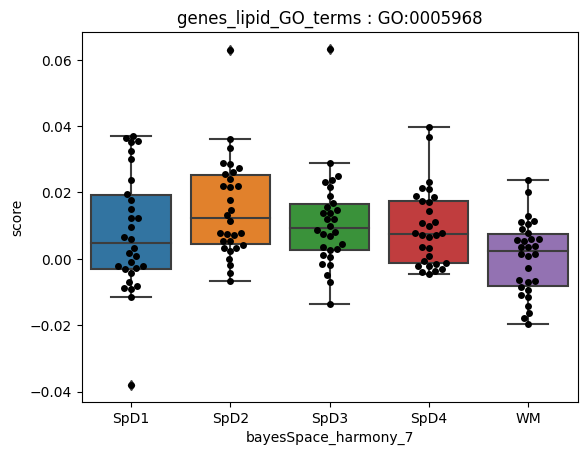 genes_lipid_GO_terms : GO:0005968
0.06
0.04
0.02
0.00
−0.02
−0.04
score
SpD1 SpD2 SpD3 SpD4 WM
bayesSpace_harmony_7